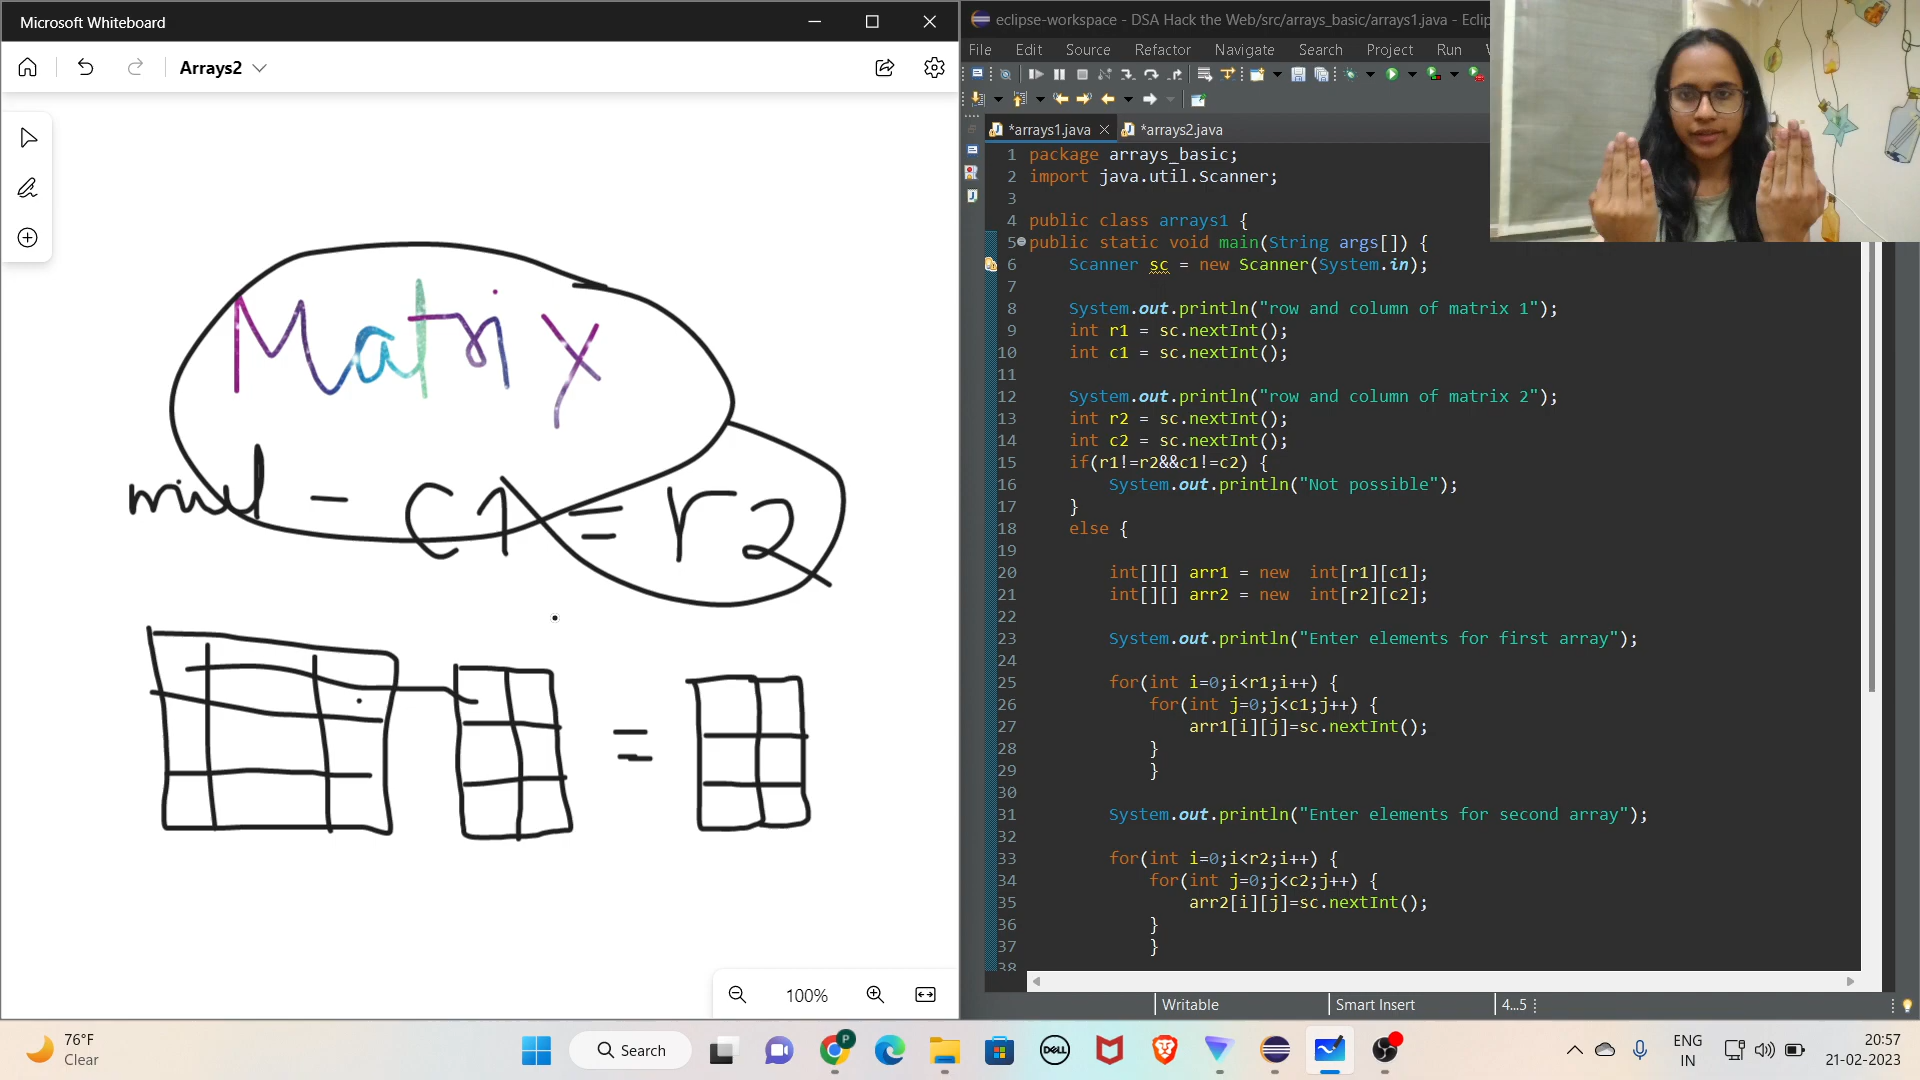 Microsoft Whiteboard
Arrays2
Matrix
mul - c1 = r2
=
100%
eclipse-workspace - DSA Hack the Web/src/arrays_basic/arrays1.java - Eclip
File Edit Source Refactor Navigate Search Project Run
*arrays1.java *arrays2.java
1 package arrays_basic;
2 import java.util.Scanner;
3
4 public class arrays1 {
5 public static void main(String args[]) {
6 Scanner sc = new Scanner(System.in);
7
8 System.out.println("row and column of matrix 1");
9 int r1 = sc.nextInt();
10 int c1 = sc.nextInt();
11
12 System.out.println("row and column of matrix 2");
13 int r2 = sc.nextInt();
14 int c2 = sc.nextInt();
15 if(r1!=r2&&c1!=c2) {
16 System.out.println("Not possible");
17 }
18 else {
19
20 int[][] arr1 = new int[r1][c1];
21 int[][] arr2 = new int[r2][c2];
22
23 System.out.println("Enter elements for first array");
24
25 for(int i=0;i<r1;i++) {
26 for(int j=0;j<c1;j++) {
27 arr1[i][j]=sc.nextInt();
28 }
29 }
30
31 System.out.println("Enter elements for second array");
32
33 for(int i=0;i<r2;i++) {
34 for(int j=0;j<c2;j++) {
35 arr2[i][j]=sc.nextInt();
36 }
37 }
38
Writable Smart Insert 4...5
76°F
Clear
Search
P
DELL
ENG
IN
20:57
21-02-2023